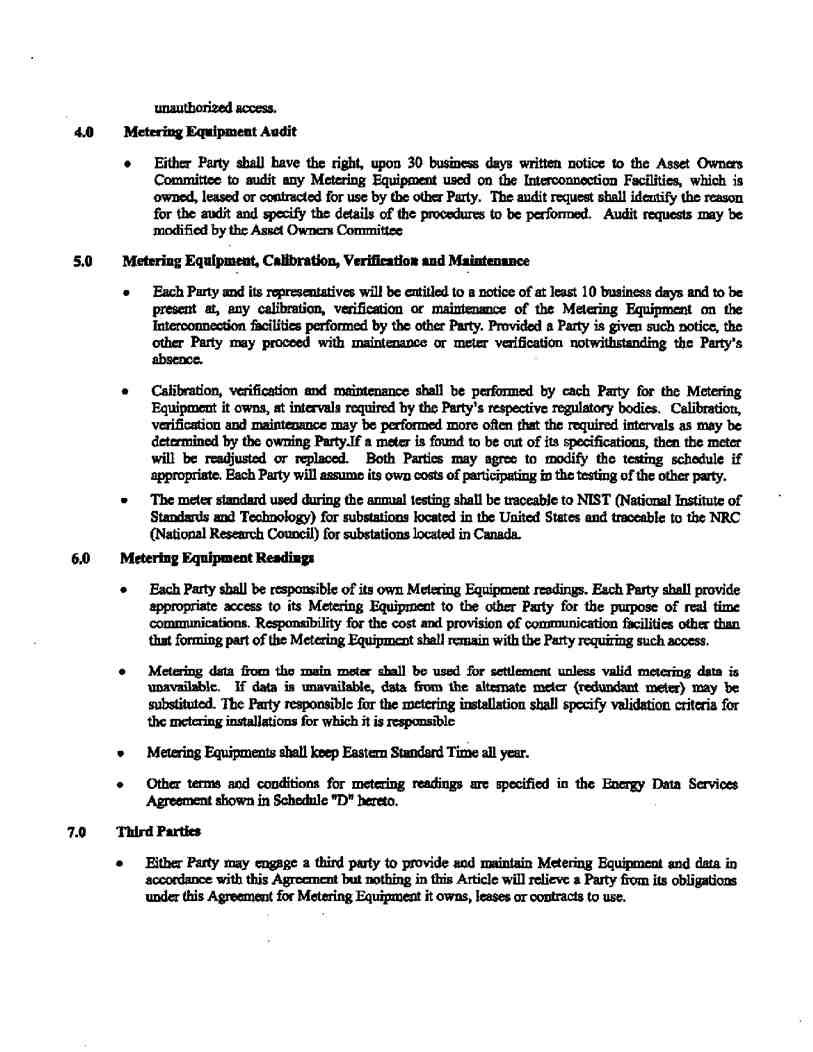 unauthorized access.
4.0 Metering Equipment Audit
• Either Party shall have the right, upon 30 business days written notice to the Asset Owners
Committee to audit any Metering Equipment used on the Interconnection Facilities, which is
owned, leased or contracted for use by the other Party. The audit request shall identify the reason
for the audit and specify the details of the procedures to be performed. Audit requests may be
modified by the Asset Owners Committee
5.0 Metering Equipment, Calibration, Verification and Maintenance
• Each Party and its representatives will be entitled to a notice of at least 10 business days and to be
present at, any calibration, verification or maintenance of the Metering Equipment on the
Interconnection facilities performed by the other Party. Provided a Party is given such notice, the
other Party may proceed with maintenance or meter verification notwithstanding the Party's
absence.
• Calibration, verification and maintenance shall be performed by each Party for the Metering
Equipment it owns, at intervals required by the Party's respective regulatory bodies. Calibration,
verification and maintenance may be performed more often that the required intervals as may be
determined by the owning Party.If a meter is found to be out of its specifications, then the meter
will be readjusted or replaced. Both Parties may agree to modify the testing schedule if
appropriate. Each Party will assume its own costs of participating in the testing of the other party.
• The meter standard used during the annual testing shall be traceable to NIST (National Institute of
Standards and Technology) for substations located in the United States and traceable to the NRC
(National Research Council) for substations located in Canada.
6.0 Metering Equipment Readings
• Each Party shall be responsible of its own Metering Equipment readings. Each Party shall provide
appropriate access to its Metering Equipment to the other Party for the purpose of real time
communications. Responsibility for the cost and provision of communication facilities other than
that forming part of the Metering Equipment shall remain with the Party requiring such access.
• Metering data from the main meter shall be used for settlement unless valid metering data is
unavailable. If data is unavailable, data from the alternate meter (redundant meter) may be
substituted. The Party responsible for the metering installation shall specify validation criteria for
the metering installations for which it is responsible
• Metering Equipments shall keep Eastern Standard Time all year.
• Other terms and conditions for metering readings are specified in the Energy Data Services
Agreement shown in Schedule "D" hereto.
7.0 Third Parties
• Either Party may engage a third party to provide and maintain Metering Equipment and data in
accordance with this Agreement but nothing in this Article will relieve a Party from its obligations
under this Agreement for Metering Equipment it owns, leases or contracts to use.